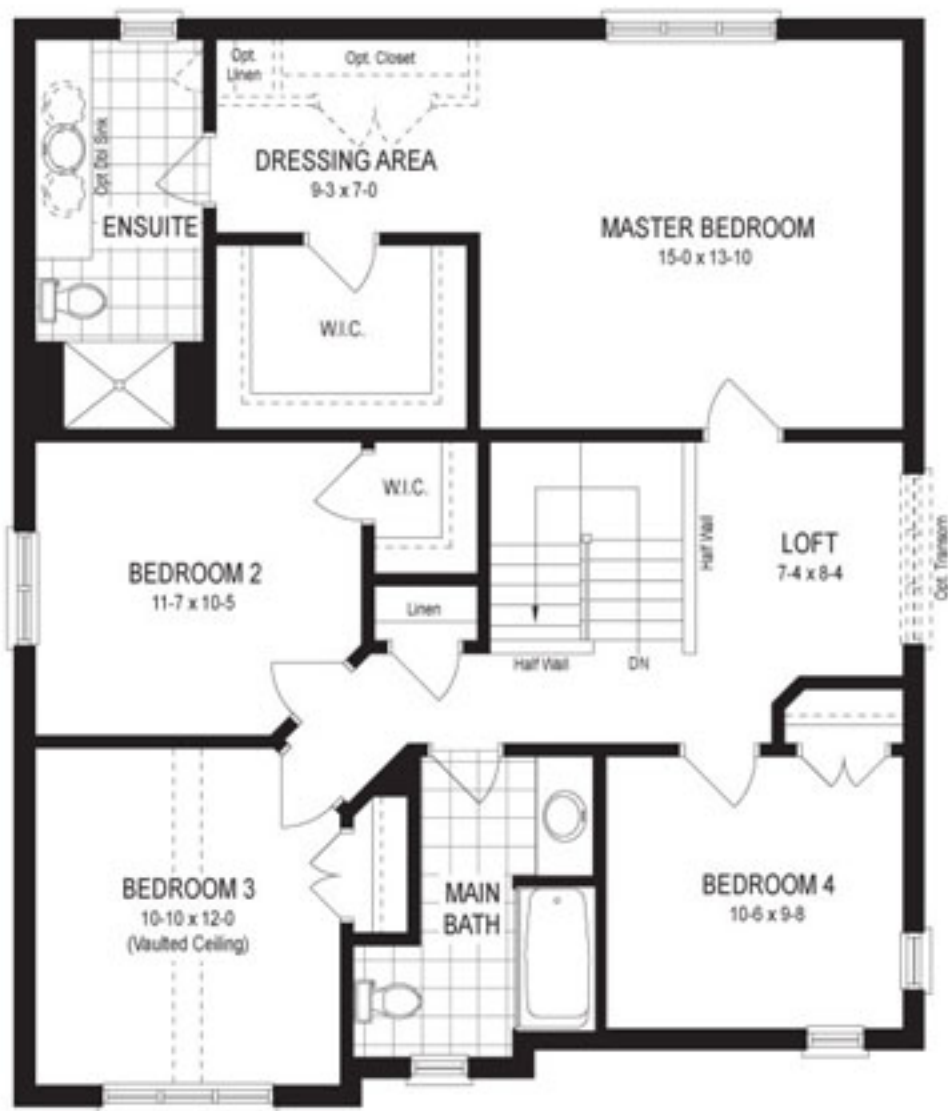 Opt.
Linen
Opt. Closet
Opt Dbl Sink
DRESSING AREA
9-3 x 7-0
ENSUITE
MASTER BEDROOM
15-0 x 13-10
W.I.C.
W.I.C.
BEDROOM 2
11-7 x 10-5
Linen
Half Wall
DN
Half Wall
LOFT
7-4 x 8-4
Opt. Transom
BEDROOM 3
10-10 x 12-0
(Vaulted Ceiling)
MAIN
BATH
BEDROOM 4
10-6 x 9-8